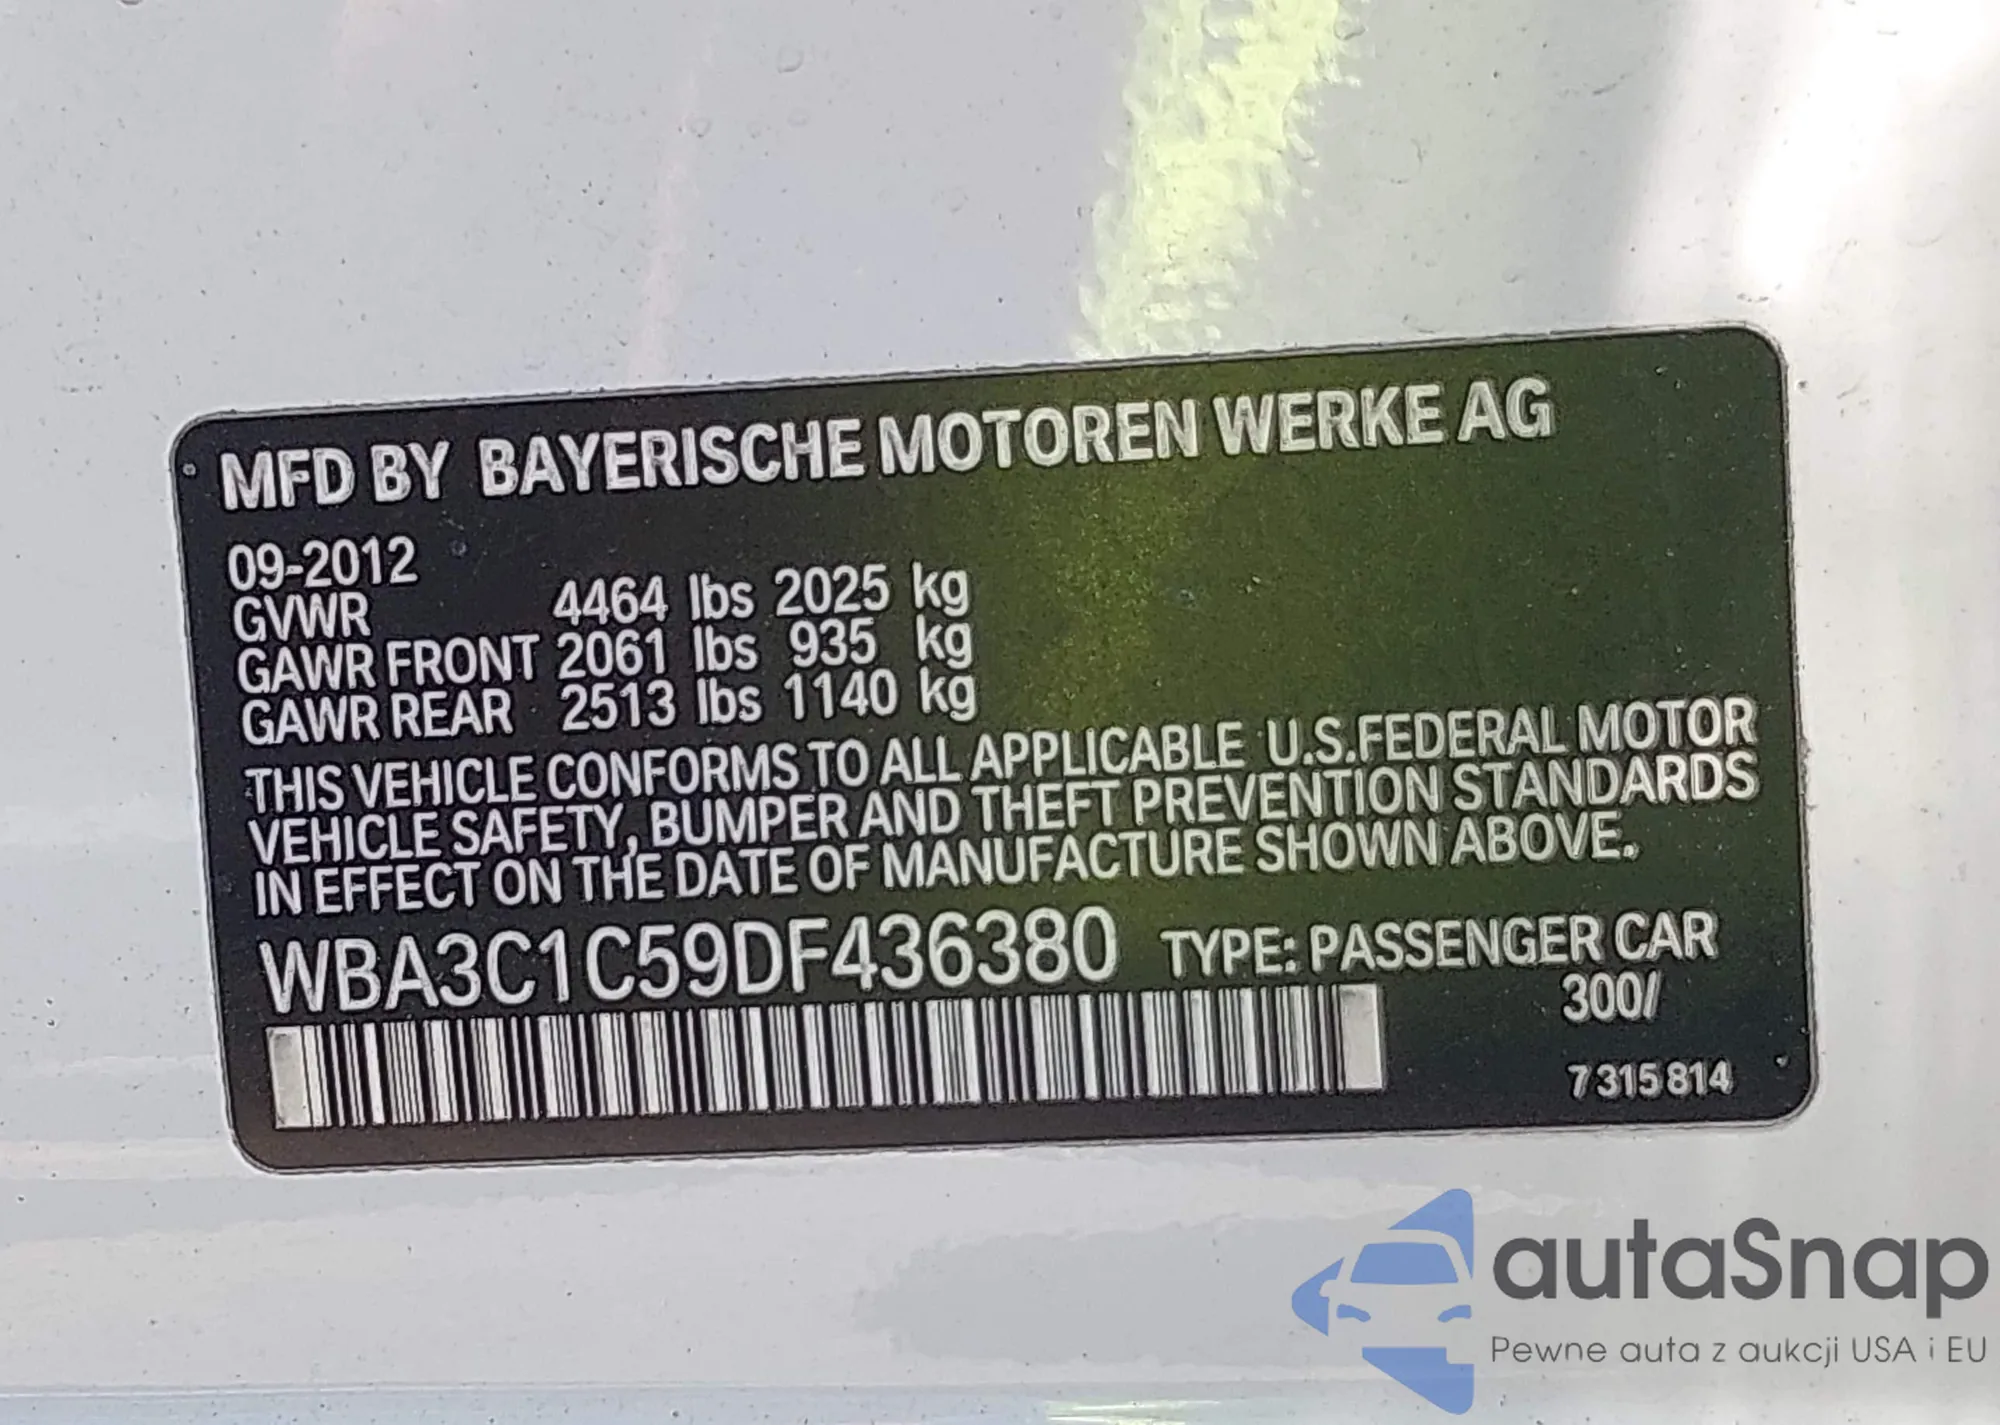 MFD BY BAYERISCHE MOTOREN WERKE AG
09-2012
GVWR 4464 lbs 2025 kg
GAWR FRONT 2061 lbs 935 kg
GAWR REAR 2513 lbs 1140 kg
THIS VEHICLE CONFORMS TO ALL APPLICABLE U.S.FEDERAL MOTOR
VEHICLE SAFETY, BUMPER AND THEFT PREVENTION STANDARDS
IN EFFECT ON THE DATE OF MANUFACTURE SHOWN ABOVE.
WBA3C1C59DF436380 TYPE: PASSENGER CAR
300/
7315814
autaSnap
Pewne auta z aukcji USA i EU